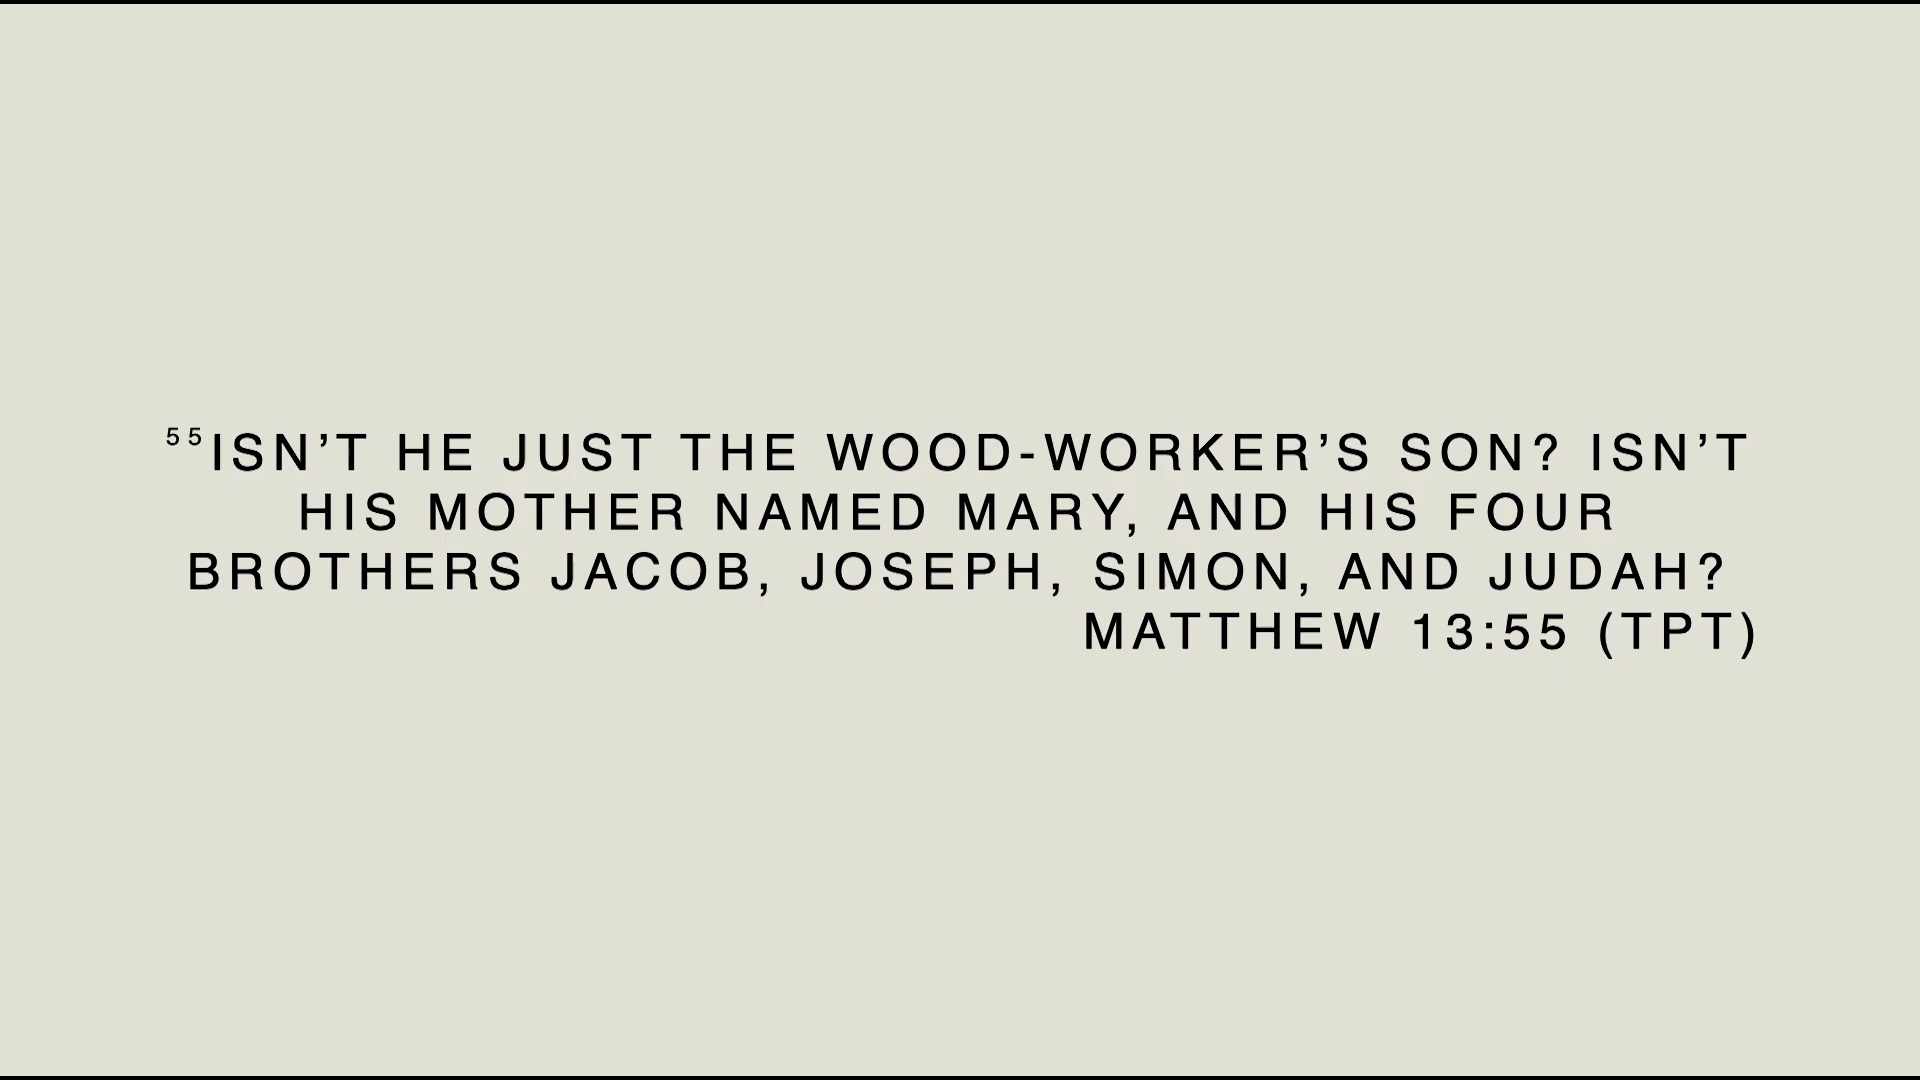 55ISN’T HE JUST THE WOOD-WORKER’S SON? ISN’T
HIS MOTHER NAMED MARY, AND HIS FOUR
BROTHERS JACOB, JOSEPH, SIMON, AND JUDAH?
MATTHEW 13:55 (TPT)